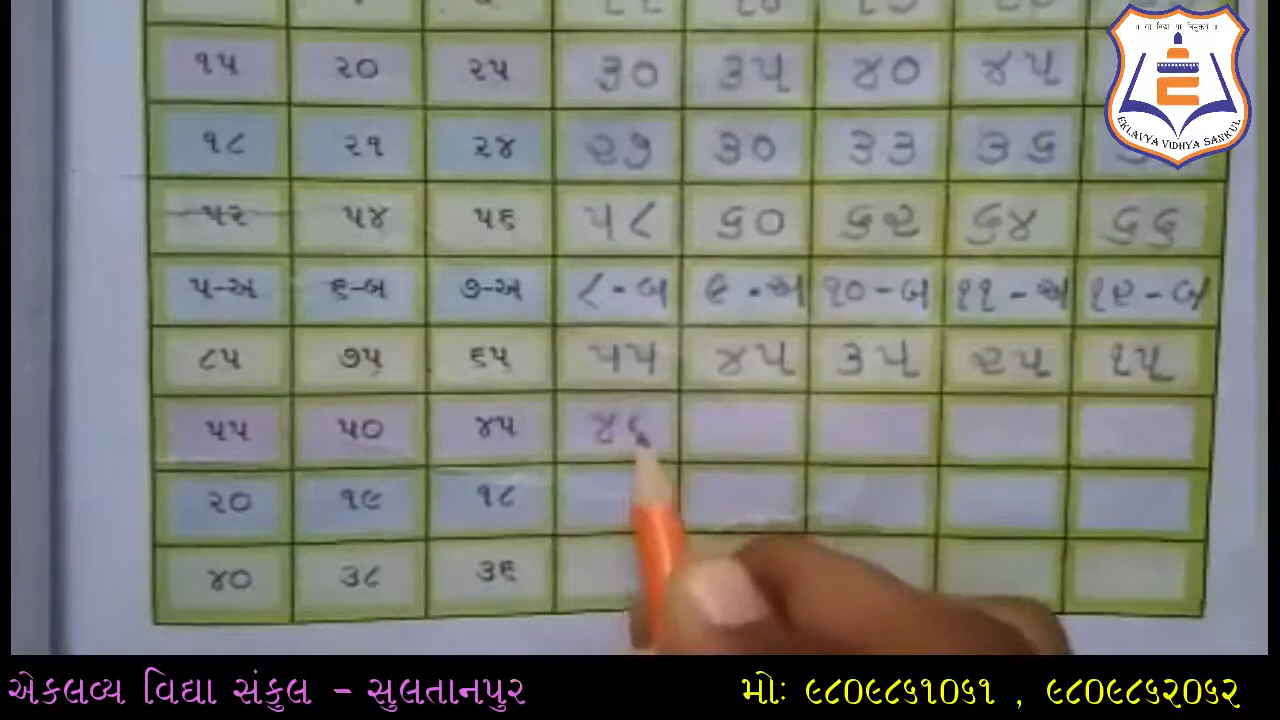 ૧૫ ૨૦ ૨૫ ૩૦ ૩૫ ૪૦ ૪૫
૧૮ ૨૧ ૨૪ ૨૭ ૩૦ ૩૩ ૩૬
૫૨ ૫૪ ૫૬ ૫૮ ૬૦ ૬૨ ૬૪ ૬૬
૫-અ ૬-બ ૭-અ ૮-બ ૯-અ ૧૦-બ ૧૧-અ ૧૨-બ
૮૫ ૭૫ ૬૫ ૫૫ ૪૫ ૩૫ ૨૫ ૧૫
૫૫ ૫૦ ૪૫ ૪૬
૨૦ ૧૯ ૧૮
૪૦ ૩૮ ૩૬
EKLAVYA VIDHYA SANKUL
એકલવ્ય વિદ્યા સંકુલ - સુલતાનપુર
મોઃ ૯૮૦૯૮૬૧૦૬૧ , ૯૮૦૯૮૬૨૦૬૨